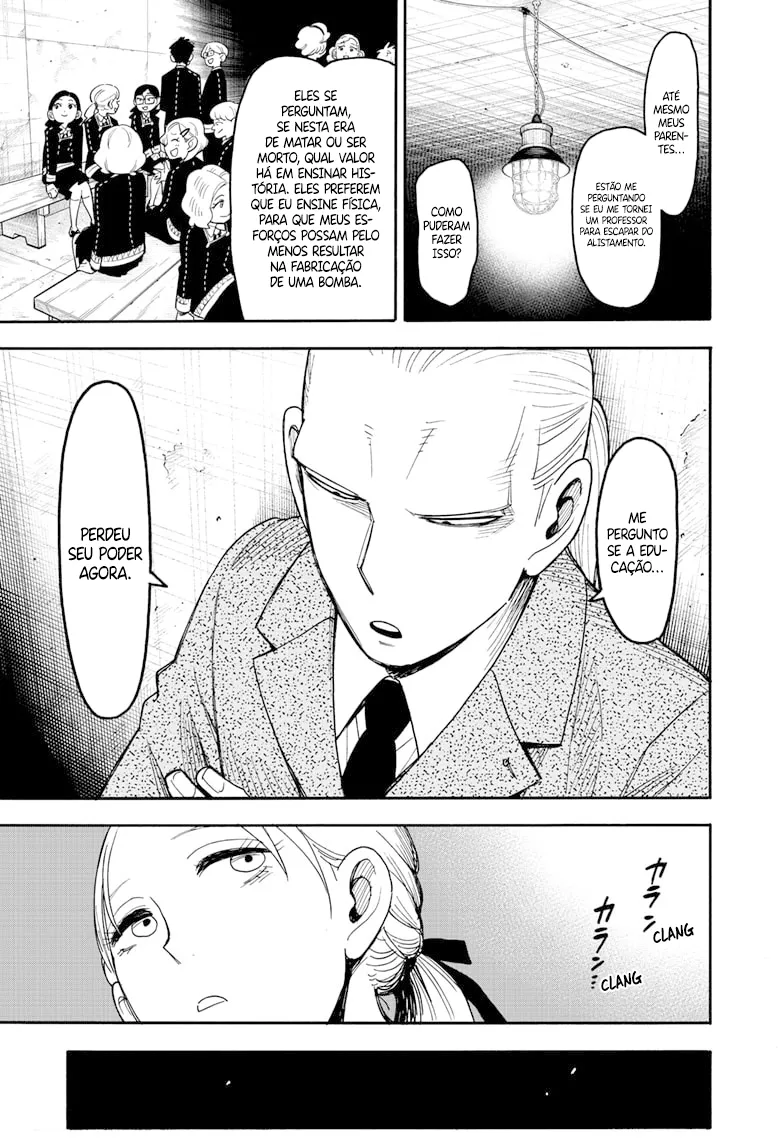 ATÉ
MESMO
MEUS
PAREN-
TES...
ESTÃO ME
PERGUNTANDO
SE EU ME TORNEI
UM PROFESSOR
PARA ESCAPAR DO
ALISTAMENTO.
COMO
PUDERAM
FAZER
ISSO?
ELES SE
PERGUNTAM,
SE NESTA ERA
DE MATAR OU SER
MORTO, QUAL VALOR
HÁ EM ENSINAR HIS-
TÓRIA. ELES PREFEREM
QUE EU ENSINE FÍSICA,
PARA QUE MEUS ES-
FORÇOS POSSAM PELO
MENOS RESULTAR
NA FABRICAÇÃO
DE UMA BOMBA.
ME
PERGUNTO
SE A EDU-
CAÇÃO...
PERDEU
SEU PODER
AGORA.
カラン
CLANG
カラン…
CLANG